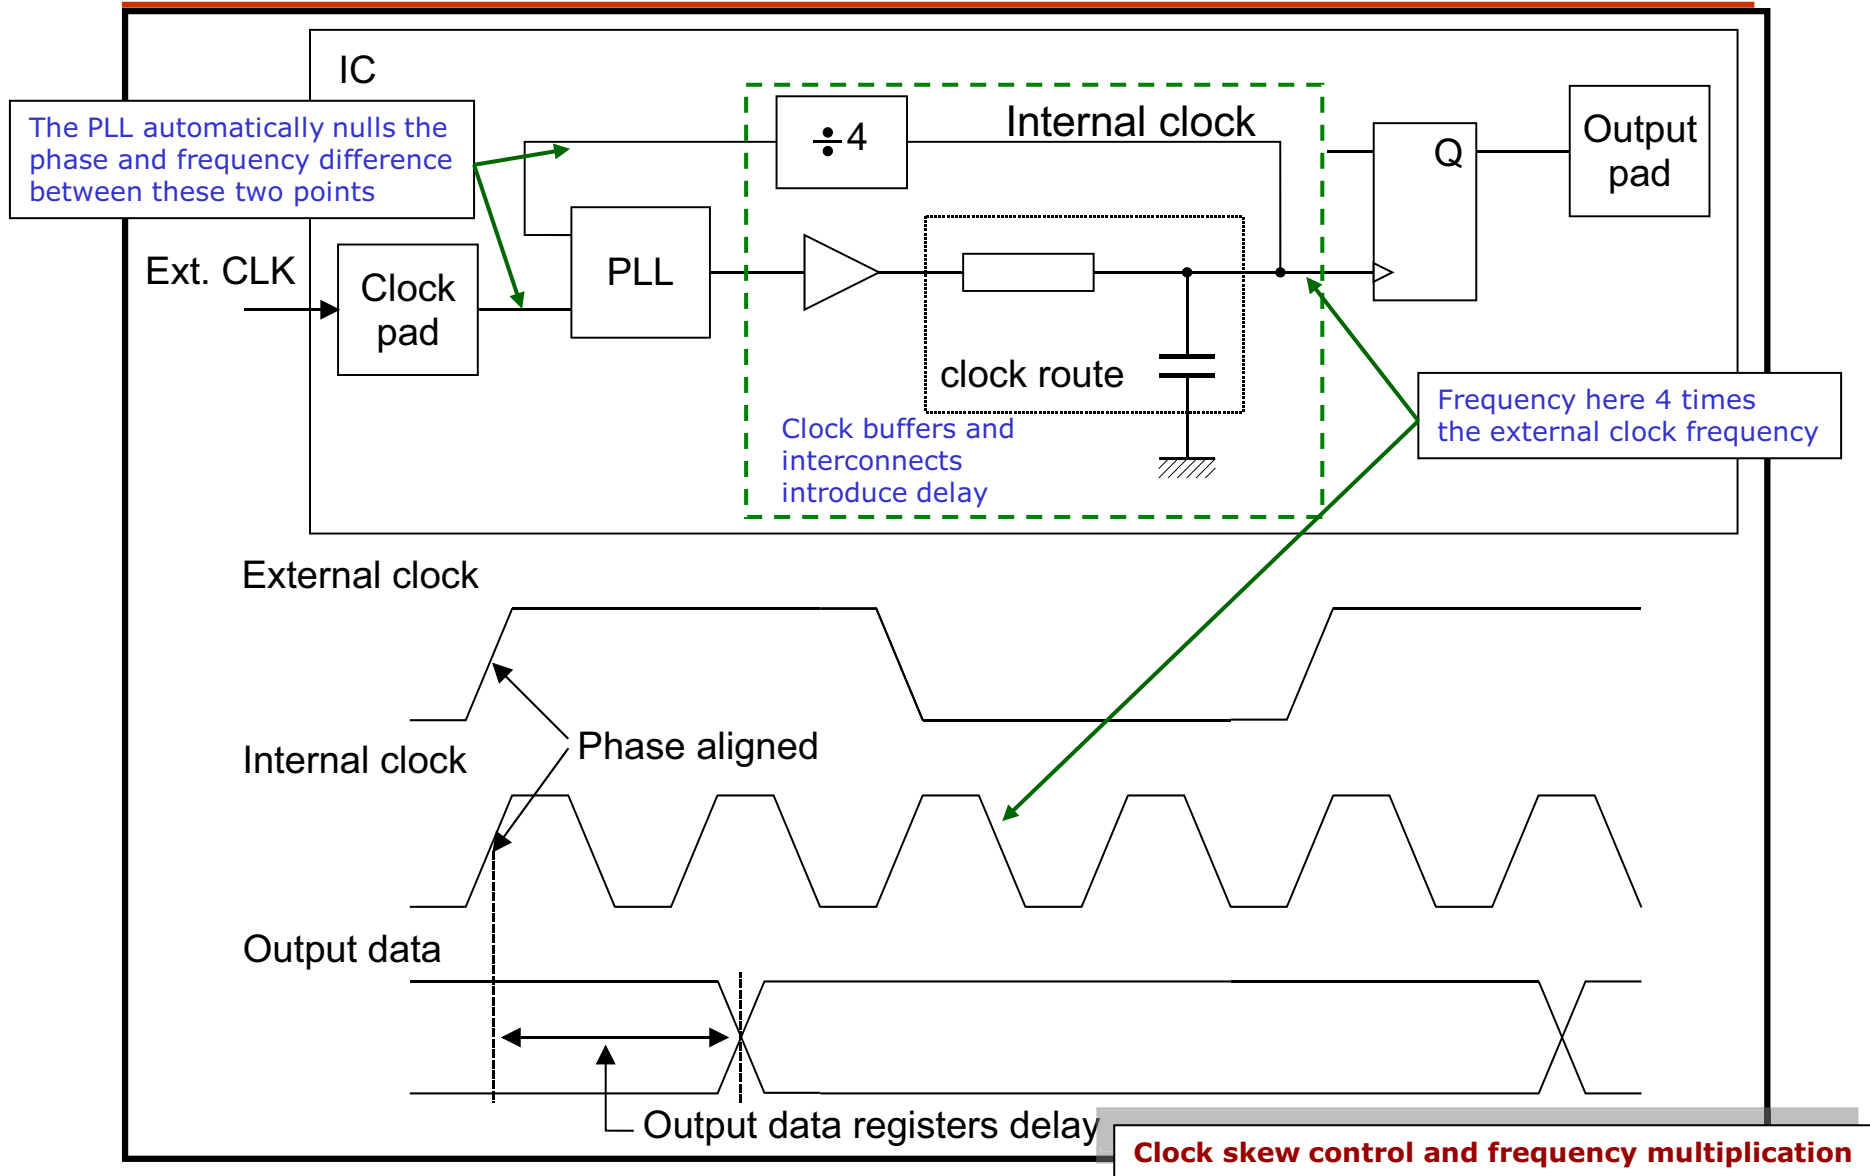 IC
The PLL automatically nulls the
phase and frequency difference
between these two points
÷4
Internal clock
Q
Output
pad
Ext. CLK
Clock
pad
PLL
clock route
Clock buffers and
interconnects
introduce delay
Frequency here 4 times
the external clock frequency
External clock
Phase aligned
Internal clock
Output data
Output data registers delay
Clock skew control and frequency multiplication